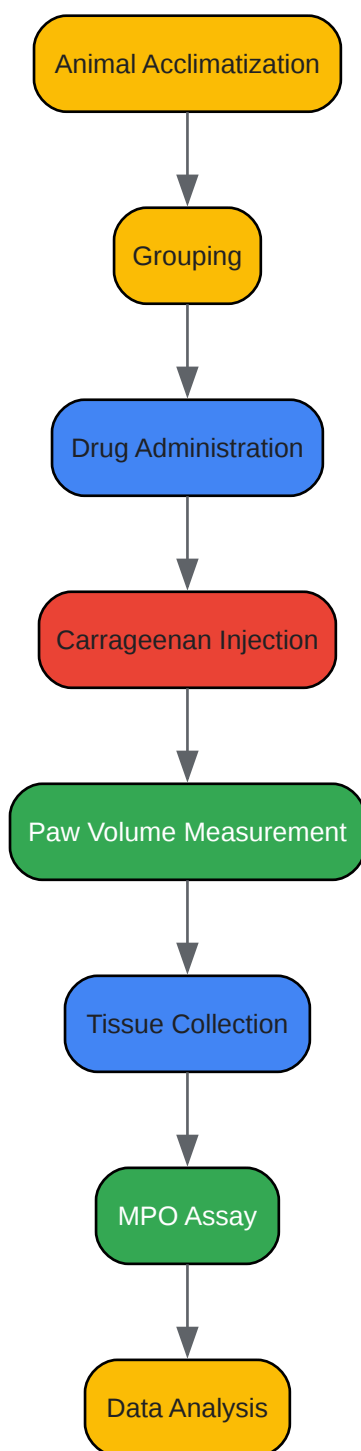 Animal Acclimatization
Grouping
Drug Administration
Carrageenan Injection
Paw Volume Measurement
Tissue Collection
MPO Assay
Data Analysis